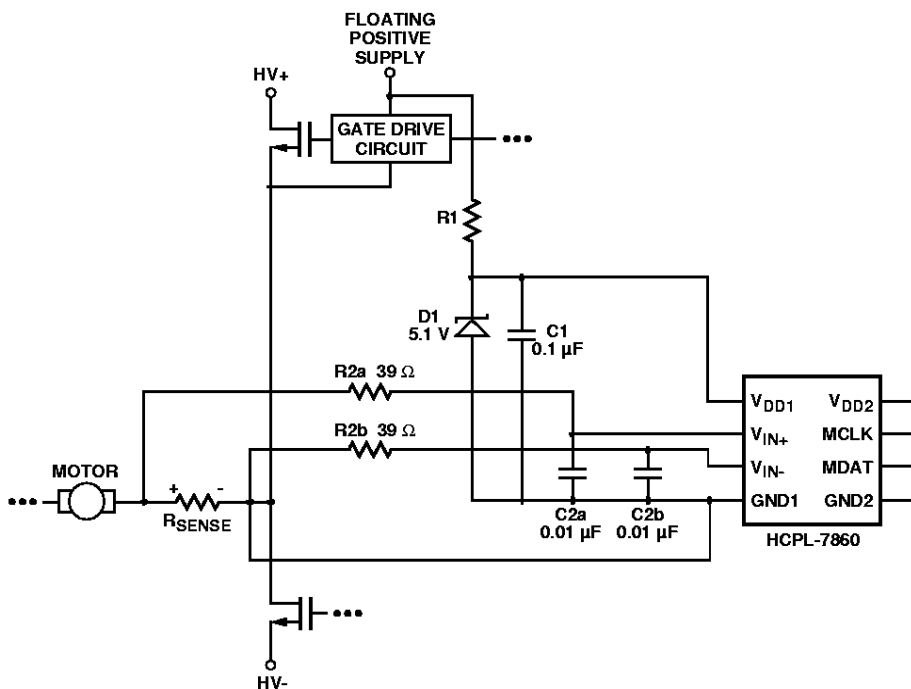 FLOATING
POSITIVE
SUPPLY
HV+
GATE DRIVE
CIRCUIT
•••
R1
D1
5.1 V
C1
0.1 µF
R2a 39 Ω
R2b 39 Ω
VDD1
VDD2
VIN+
MCLK
VIN-
MDAT
GND1
GND2
MOTOR
•••
+ -
RSENSE
C2a
0.01 µF
C2b
0.01 µF
HCPL-7860
•••
HV-